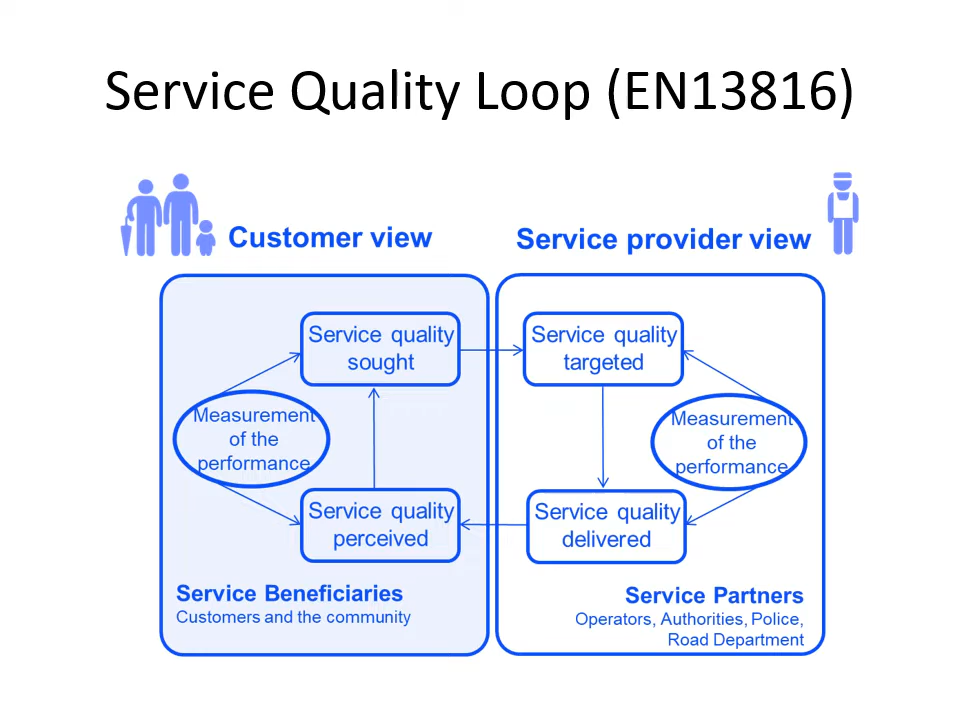 Service Quality Loop (EN13816)
Customer view
Service provider view
Service quality
sought
Service quality
targeted
Measurement
of the
performance
Measurement
of the
performance
Service quality
perceived
Service quality
delivered
Service Beneficiaries
Customers and the community
Service Partners
Operators, Authorities, Police,
Road Department